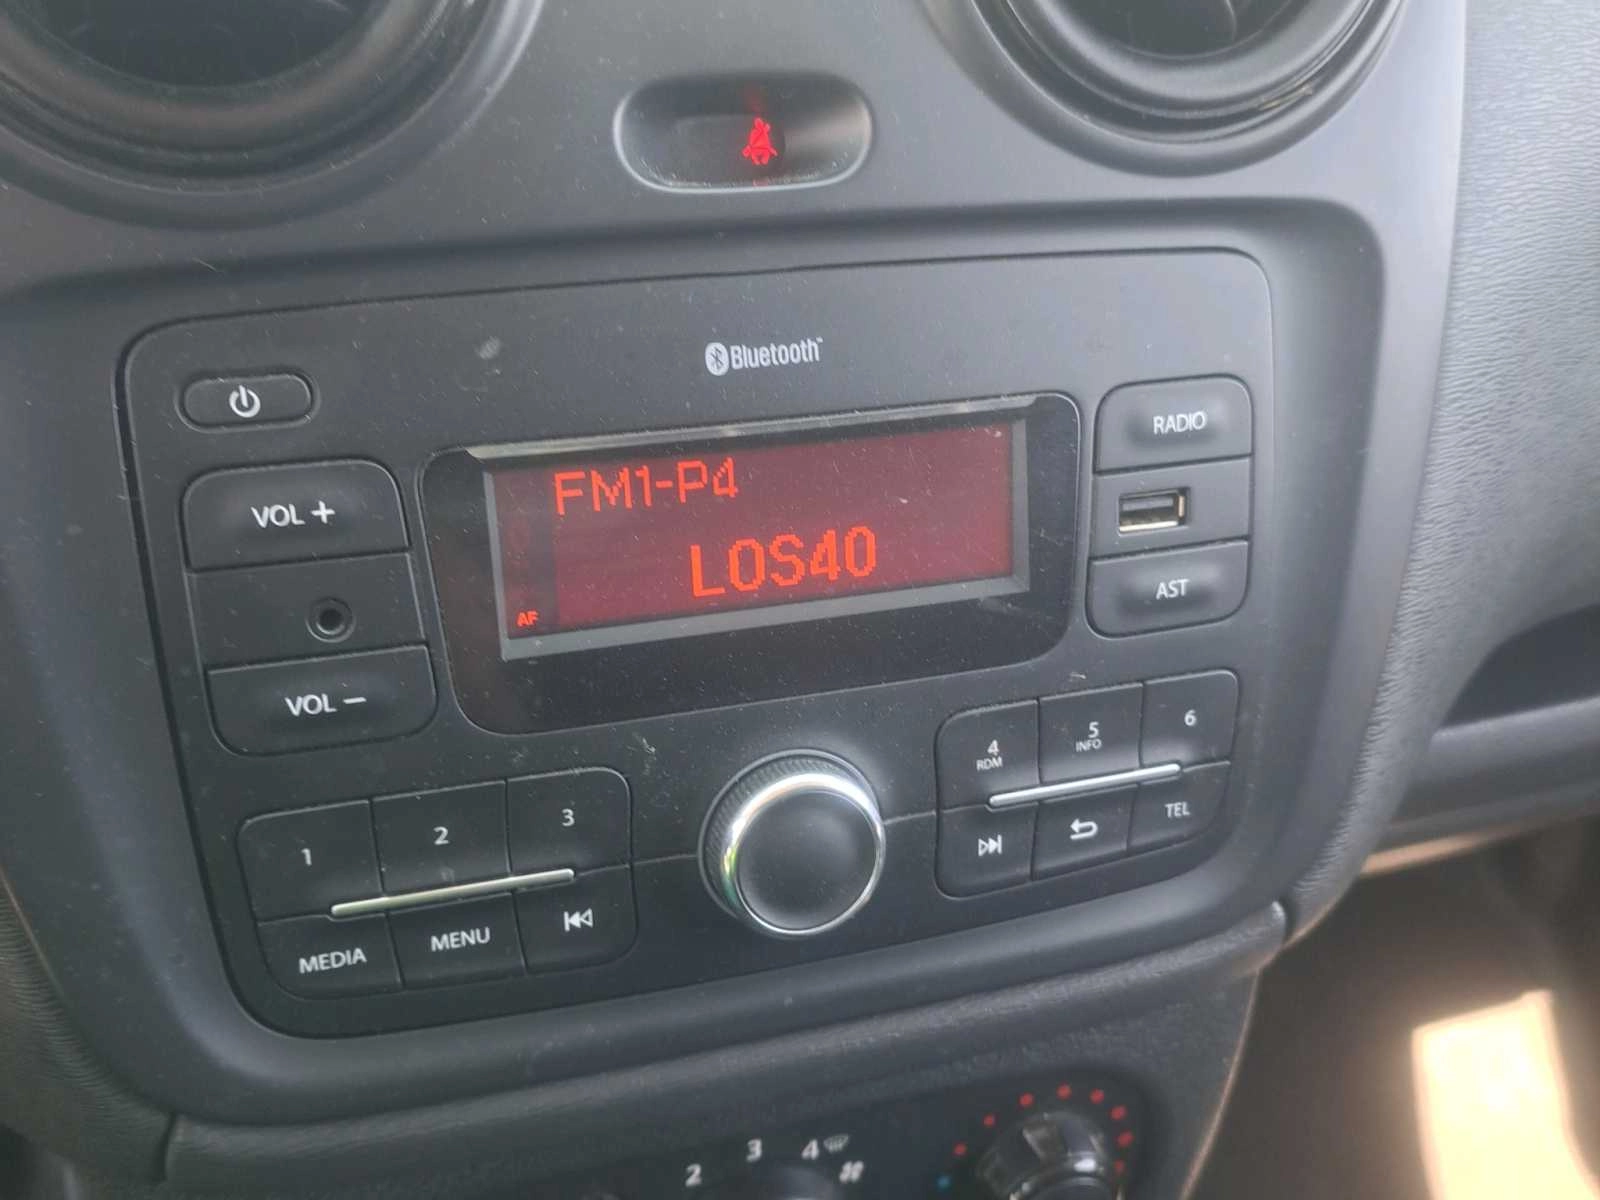 Bluetooth™
RADIO
VOL +
FM1-P4
LOS40
AF
AST
VOL −
1
2
3
MEDIA
MENU
4
RDM
5
INFO
6
TEL
2
3
4